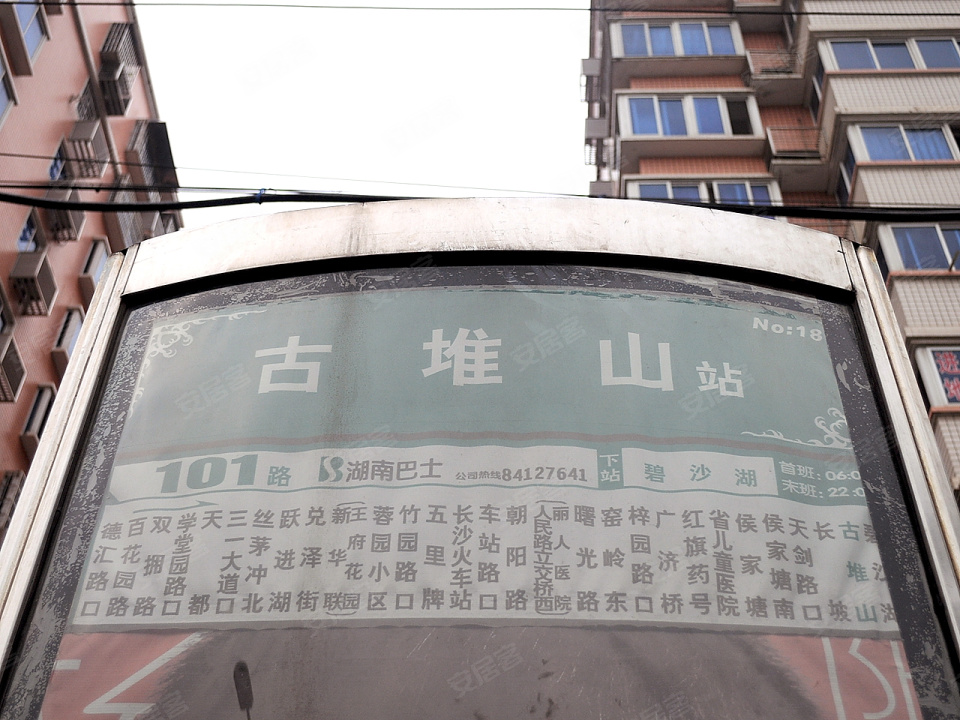 No:18
古堆山站
101路 湖南巴士 公司热线84127641 下站 碧沙湖 首班:06:0
末班:22:0
德汇路口
百花园路
双拥路
学堂园路口
天都
三一大道口
丝茅冲北
跃进湖
兑泽街
新华联
王府花园
蓉园小区
竹园路口
五里牌
长沙火车站
车站路口
朝阳路
人民路立交桥西
丽人医院
曙光路
窑岭东
梓园路口
广济桥
红旗药号
省儿童医院
侯家塘
侯家塘南
天剑路口
长坡
古堆山
碧沙湖